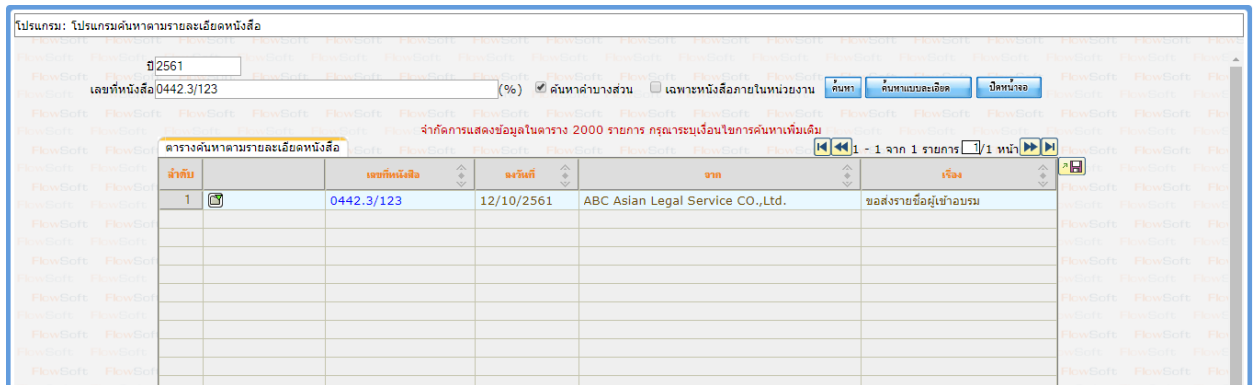 โปรแกรม: โปรแกรมค้นหาตามรายละเอียดหนังสือ
ปี 2561
เลขที่หนังสือ 0442.3/123 (%) ค้นหาคำบางส่วน เฉพาะหนังสือภายในหน่วยงาน ค้นหา ค้นหาแบบละเอียด ปิดหน้าจอ
จำกัดการแสดงข้อมูลในตาราง 2000 รายการ กรุณาระบุเงื่อนไขการค้นหาเพิ่มเติม
ตารางค้นหาตามรายละเอียดหนังสือ 1 - 1 จาก 1 รายการ 1/1 หน้า
ลำดับ เลขที่หนังสือ ลงวันที่ จาก เรื่อง
1 0442.3/123 12/10/2561 ABC Asian Legal Service CO.,Ltd. ขอส่งรายชื่อผู้เข้าอบรม